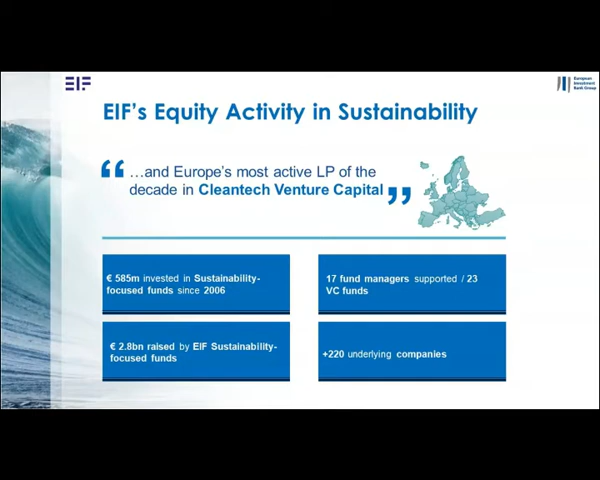 EIF
European
Investment
Bank Group
EIF's Equity Activity in Sustainability
“ …and Europe's most active LP of the
decade in Cleantech Venture Capital ”
€ 585m invested in Sustainability-
focused funds since 2006
17 fund managers supported / 23
VC funds
€ 2.8bn raised by EIF Sustainability-
focused funds
+220 underlying companies